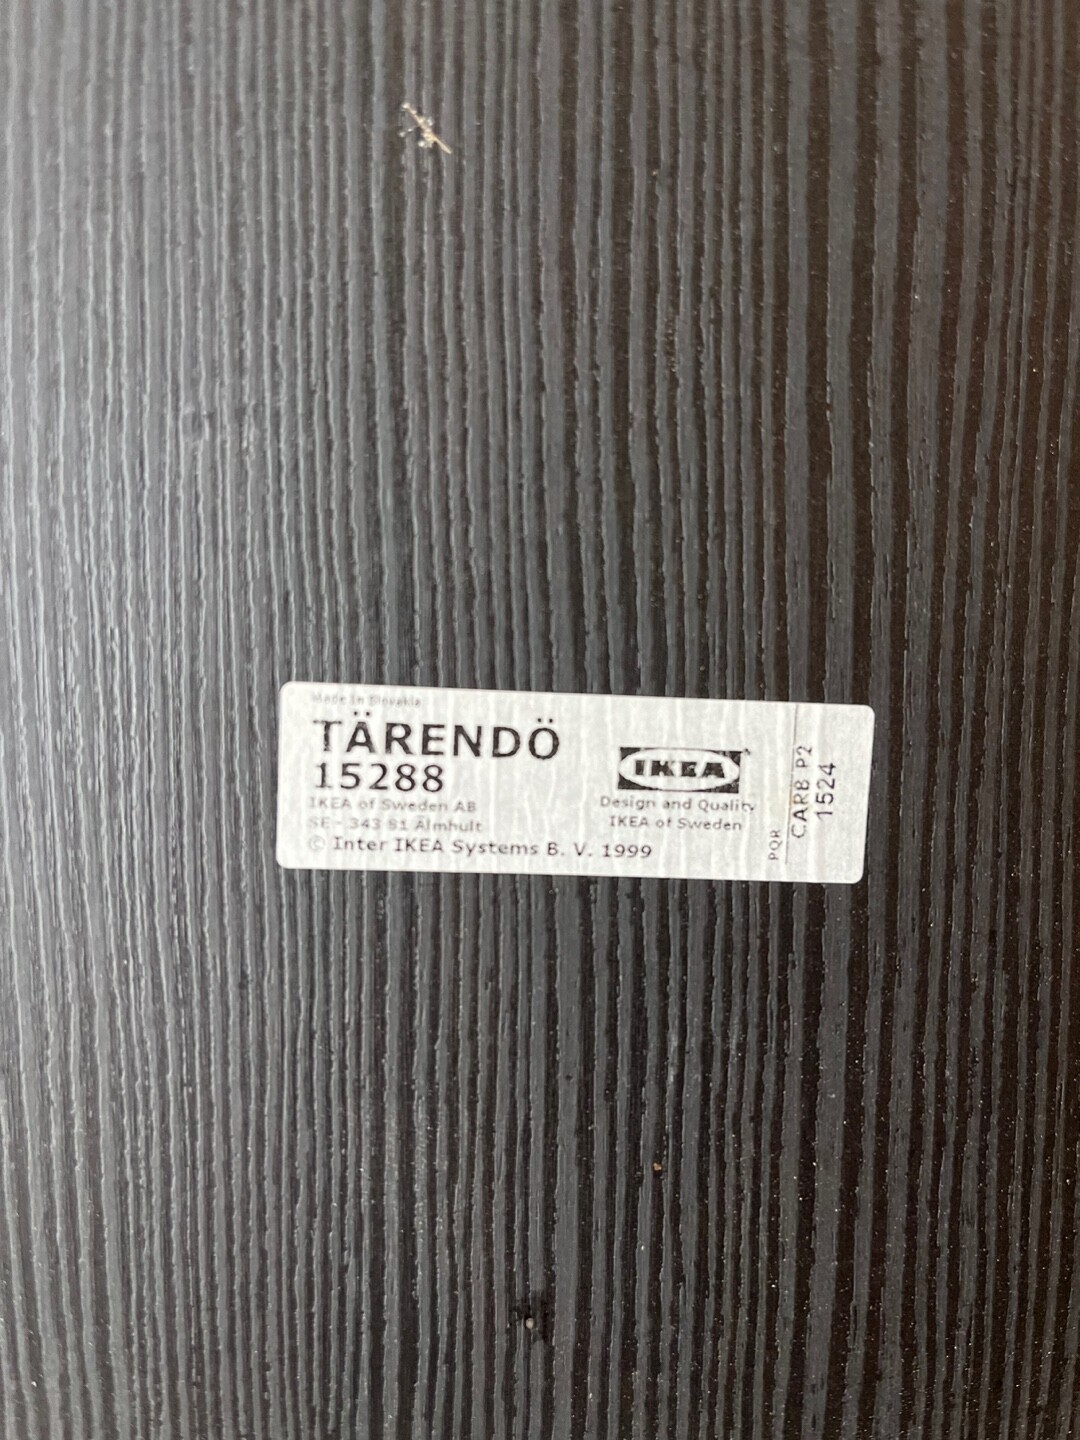 Made in Slovakia
TÄRENDÖ
15288
IKEA of Sweden AB
SE - 343 81 Älmhult
© Inter IKEA Systems B. V. 1999
IKEA
Design and Quality
IKEA of Sweden
PQR
CARB P2
1524